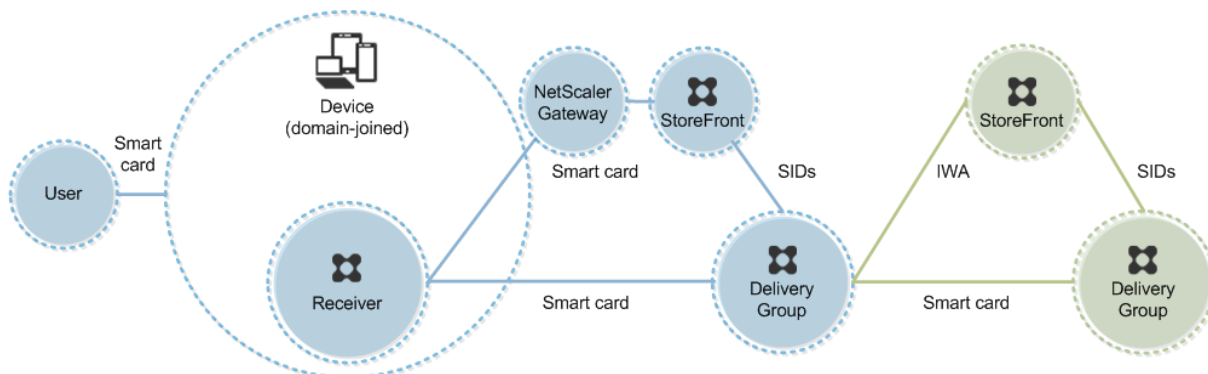 User
Smart
card
Device
(domain-joined)
Receiver
NetScaler
Gateway
StoreFront
Smart card
SIDs
Smart card
Delivery
Group
IWA
StoreFront
SIDs
Smart card
Delivery
Group